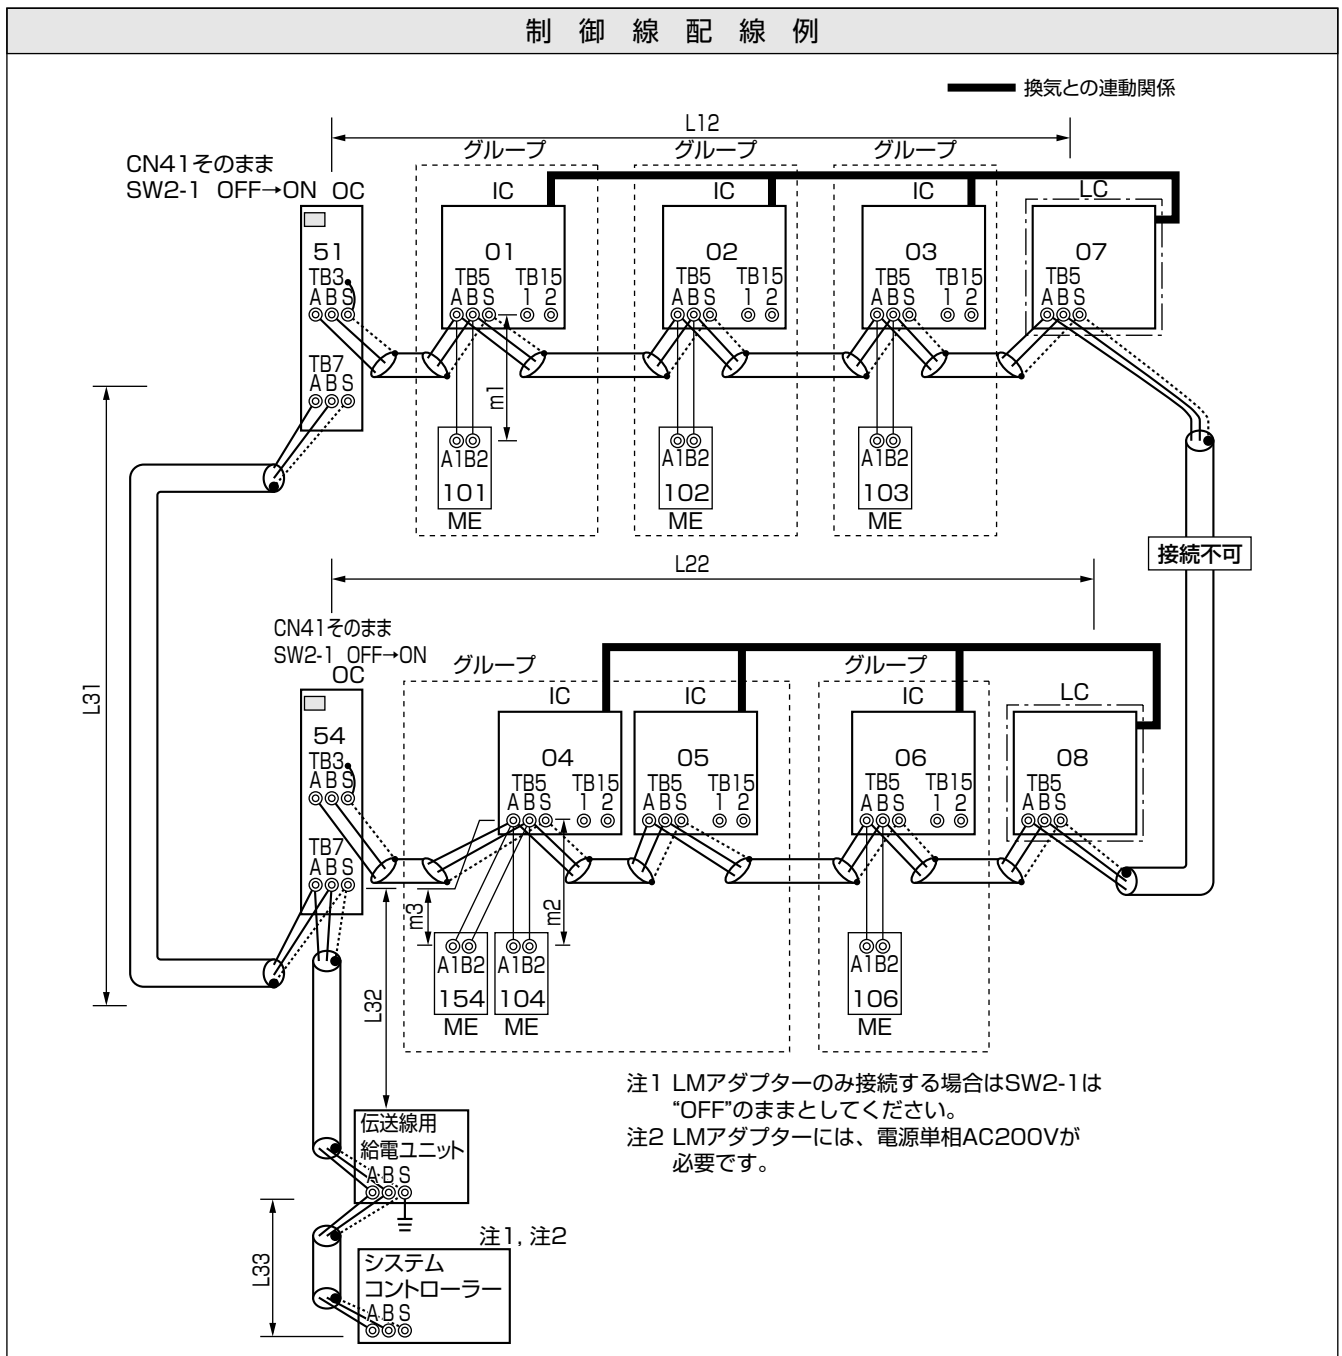 制御線配線例
換気との連動関係
L12
CN41そのまま
SW2-1 OFF→ON OC
グループ
グループ
グループ
IC
IC
IC
LC
51
01
02
03
07
TB3
A B S
TB5 TB15
A B S 1 2
TB5 TB15
A B S 1 2
TB5 TB15
A B S 1 2
TB5
A B S
TB7
A B S
m1
A1B2
101
ME
A1B2
102
ME
A1B2
103
ME
接続不可
L22
L31
CN41そのまま
SW2-1 OFF→ON
OC
グループ
グループ
IC
IC
IC
LC
54
04
05
06
08
TB3
A B S
TB5 TB15
A B S 1 2
TB5 TB15
A B S 1 2
TB5 TB15
A B S 1 2
TB5
A B S
TB7
A B S
m3
m2
A1B2
154
ME
A1B2
104
ME
A1B2
106
ME
L32
注1 LMアダプターのみ接続する場合はSW2-1は
“OFF”のままとしてください。
注2 LMアダプターには、電源単相AC200Vが
必要です。
伝送線用
給電ユニット
A B S
L33
注1, 注2
システム
コントローラー
A B S